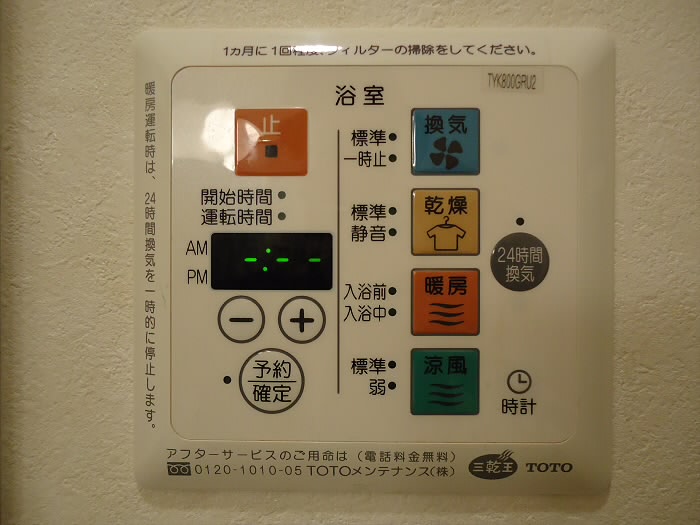 1カ月に1回程度、フィルターの掃除をしてください。
TYK800GRU2
浴室
止
換気
標準
一時止
開始時間
運転時間
乾燥
標準
静音
AM
PM
-:- -
24時間
換気
暖房
入浴前
入浴中
予約
確定
涼風
標準
弱
時計
暖房運転時は、24時間換気を一時的に停止します。
アフターサービスのご用命は(電話料金無料)
0120-1010-05 TOTOメンテナンス(株)
三乾王 TOTO